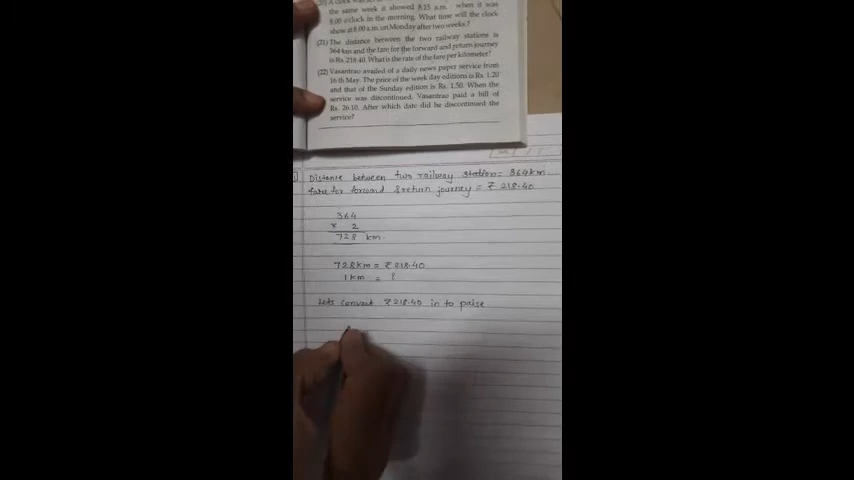 the same week it showed 8.15 a.m. when it was
8.00 o'clock in the morning. What time will the clock
show at 8.00 a.m. on Monday after two weeks?
(21) The distance between the two railway stations is
364 km and the fare for the forward and return journey
is Rs. 218.40. What is the rate of the fare per kilometer?
(22) Vasantrao availed of a daily news paper service from
16 th May. The price of the week day editions is Rs. 1.20
and that of the Sunday edition is Rs. 1.50. When the
service was discontinued, Vasantrao paid a bill of
Rs. 26.10. After which date did he discontinued the
service?
Distance between two railway station = 364km
fare for forward & return journey = ₹ 218.40
364
x 2
728 km.
728km = ₹ 218.40
1km = ?
Lets convert ₹ 218.40 in to paise